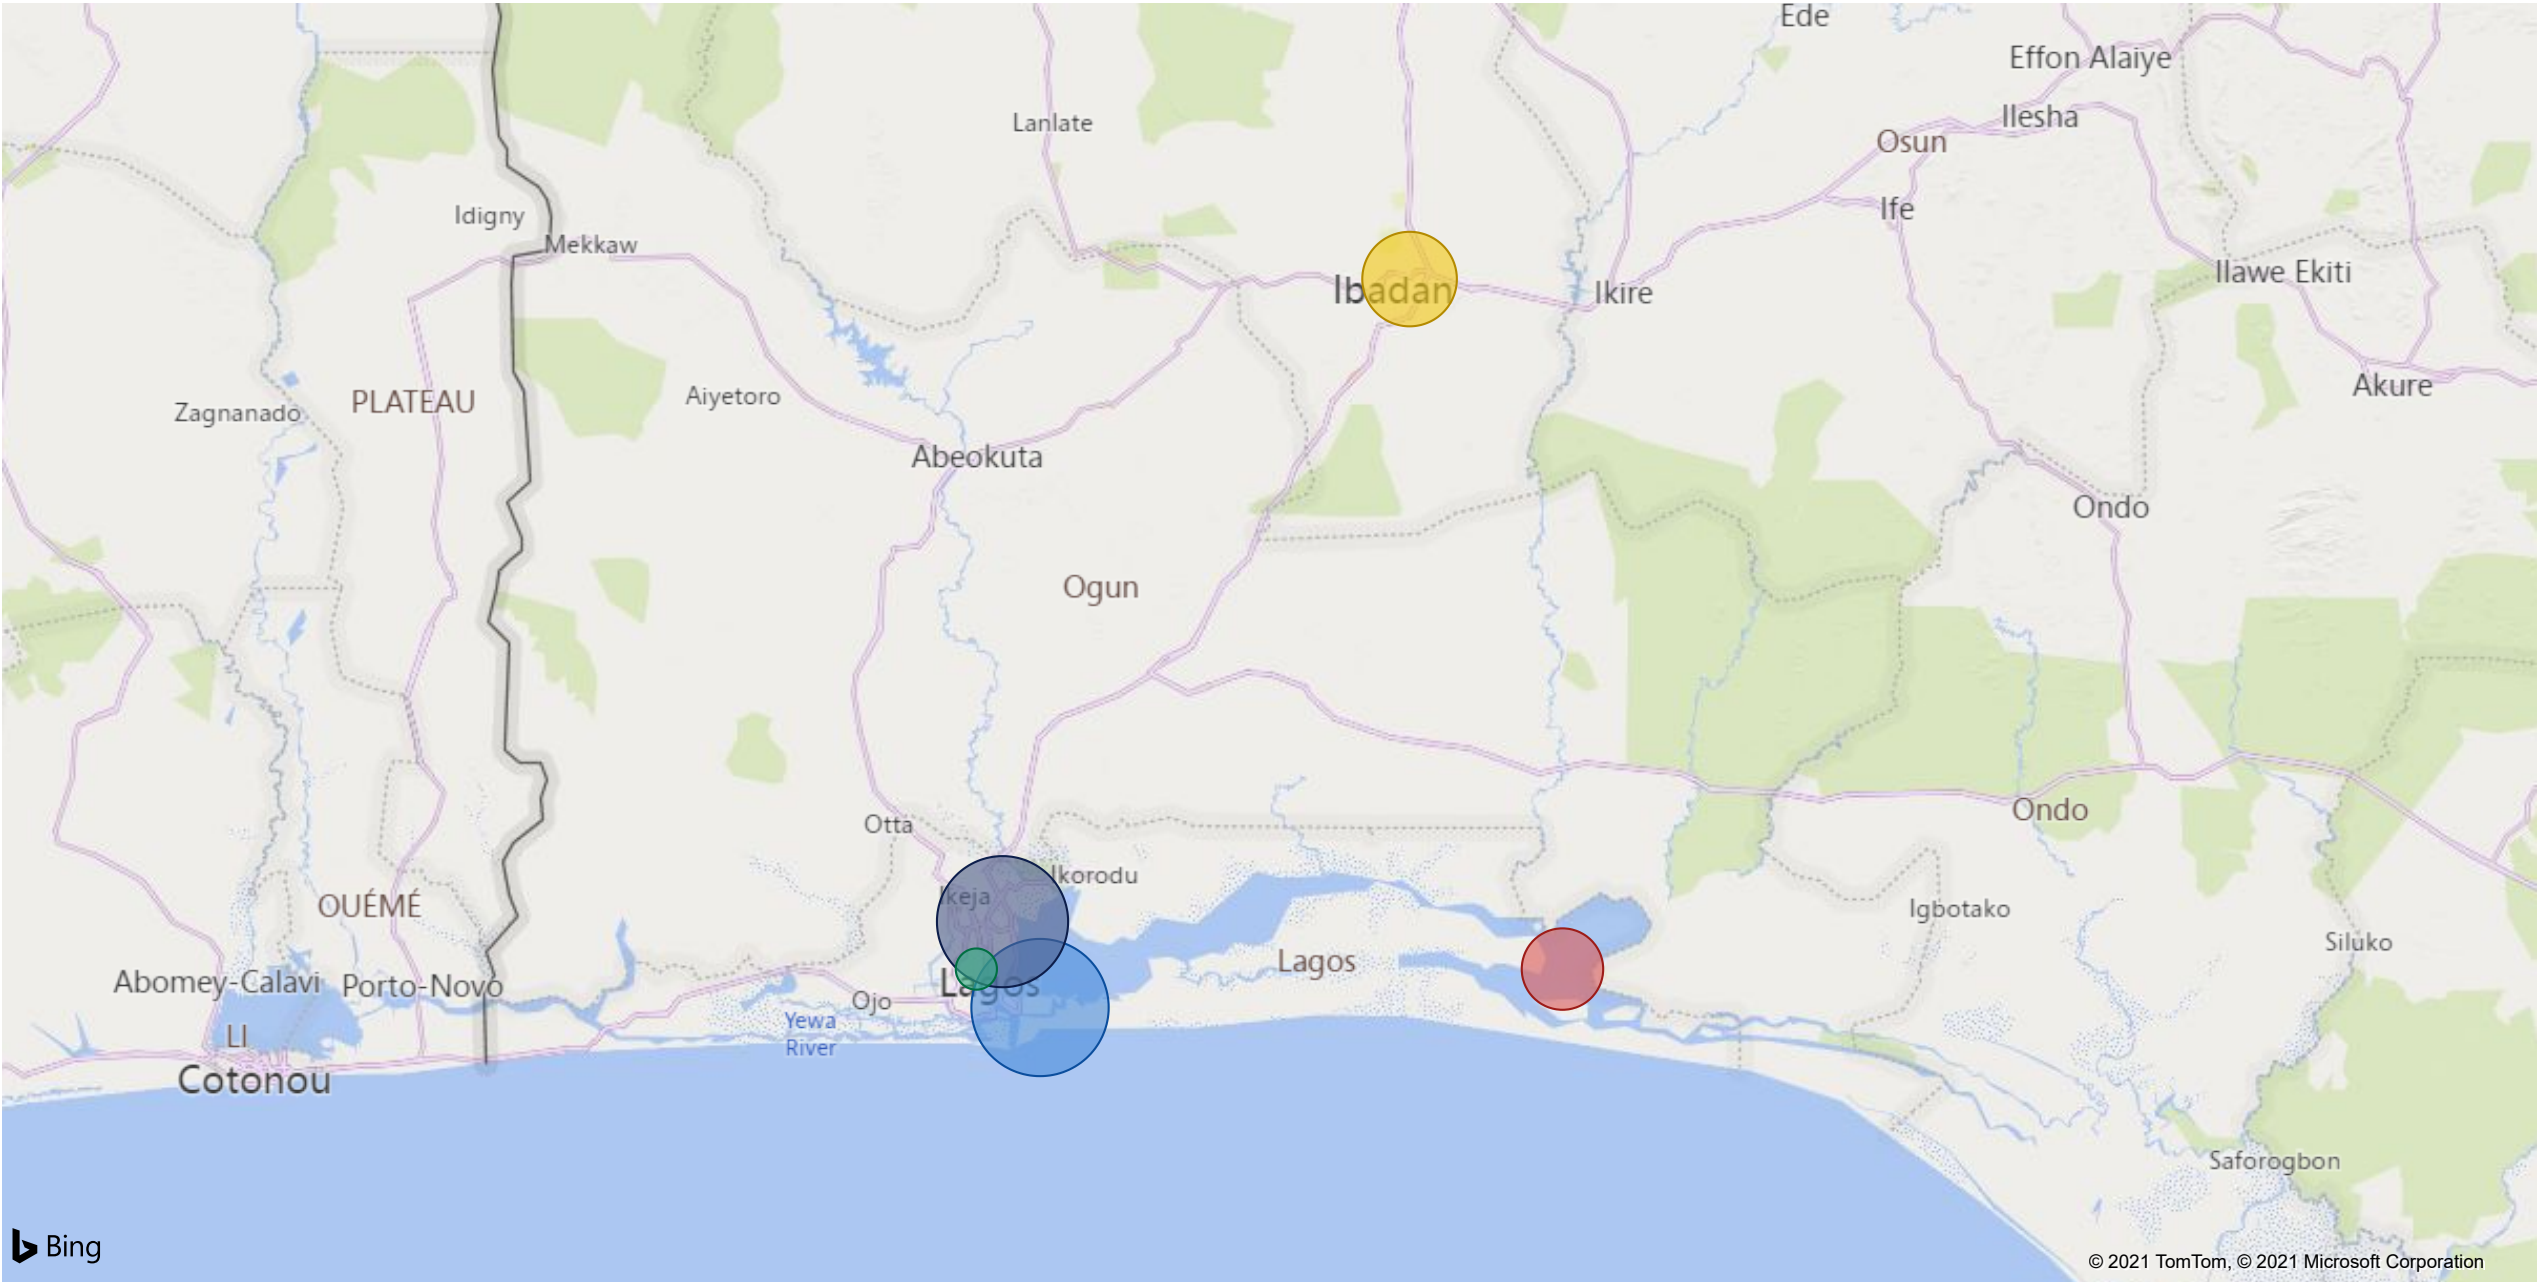 Ede
Effon Alaiye
Ilesha
Lanlate
Osun
Ife
Idigny
Mekkaw
Ilawe Ekiti
Ibadan
Ikire
Akure
Aiyetoro
PLATEAU
Zagnanado
Abeokuta
Ondo
Ogun
Ondo
Otta
Ikorodu
Ikeja
OUÉMÉ
Igbotako
Siluko
Lagos
Abomey-Calavi
Porto-Novo
Lagos
Ojo
Yewa
River
LI
Cotonou
Saforogbon
Bing
© 2021 TomTom, © 2021 Microsoft Corporation